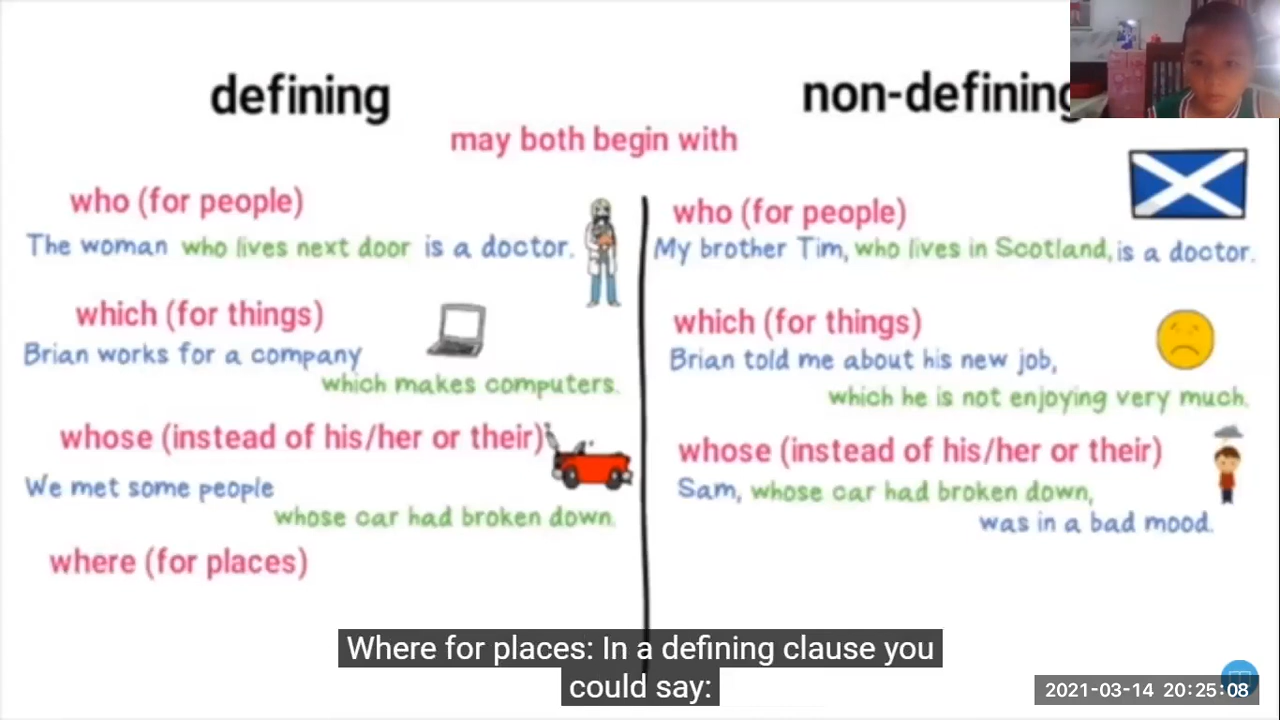 defining
non-defining
may both begin with
who (for people)
The woman who lives next door is a doctor.
which (for things)
Brian works for a company
which makes computers.
whose (instead of his/her or their)
We met some people
whose car had broken down.
where (for places)
who (for people)
My brother Tim, who lives in Scotland, is a doctor.
which (for things)
Brian told me about his new job,
which he is not enjoying very much.
whose (instead of his/her or their)
Sam, whose car had broken down,
was in a bad mood.
Where for places: In a defining clause you
could say:
2021-03-14 20:25:08